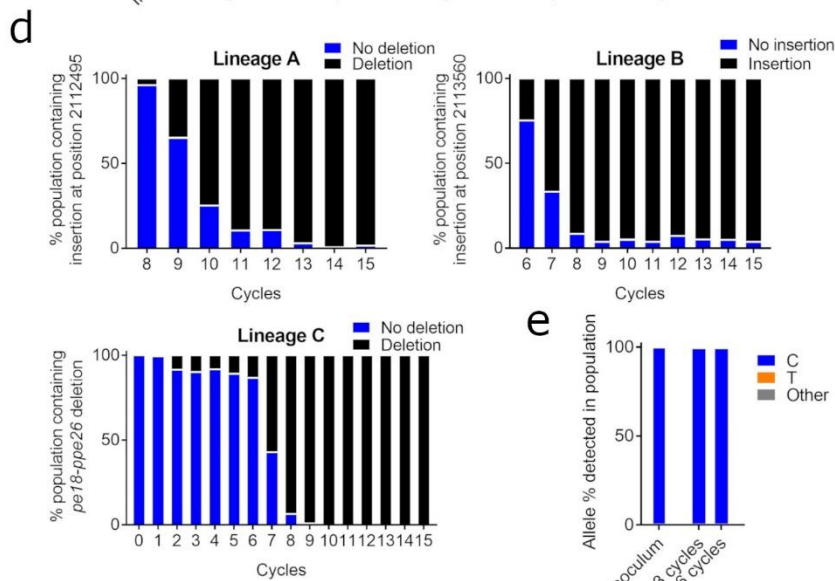 d
Lineage A
No deletion
Deletion
% population containing
insertion at position 2112495
100
50
0
8 9 10 11 12 13 14 15
Cycles
Lineage B
No insertion
Insertion
% population containing
insertion at position 2113560
100
50
0
6 7 8 9 10 11 12 13 14 15
Cycles
Lineage C
No deletion
Deletion
% population containing
pe18-ppe26 deletion
100
50
0
0 1 2 3 4 5 6 7 8 9 10 11 12 13 14 15
Cycles
e
Allele % detected in population
100
50
0
C
T
Other
cycles
cycles